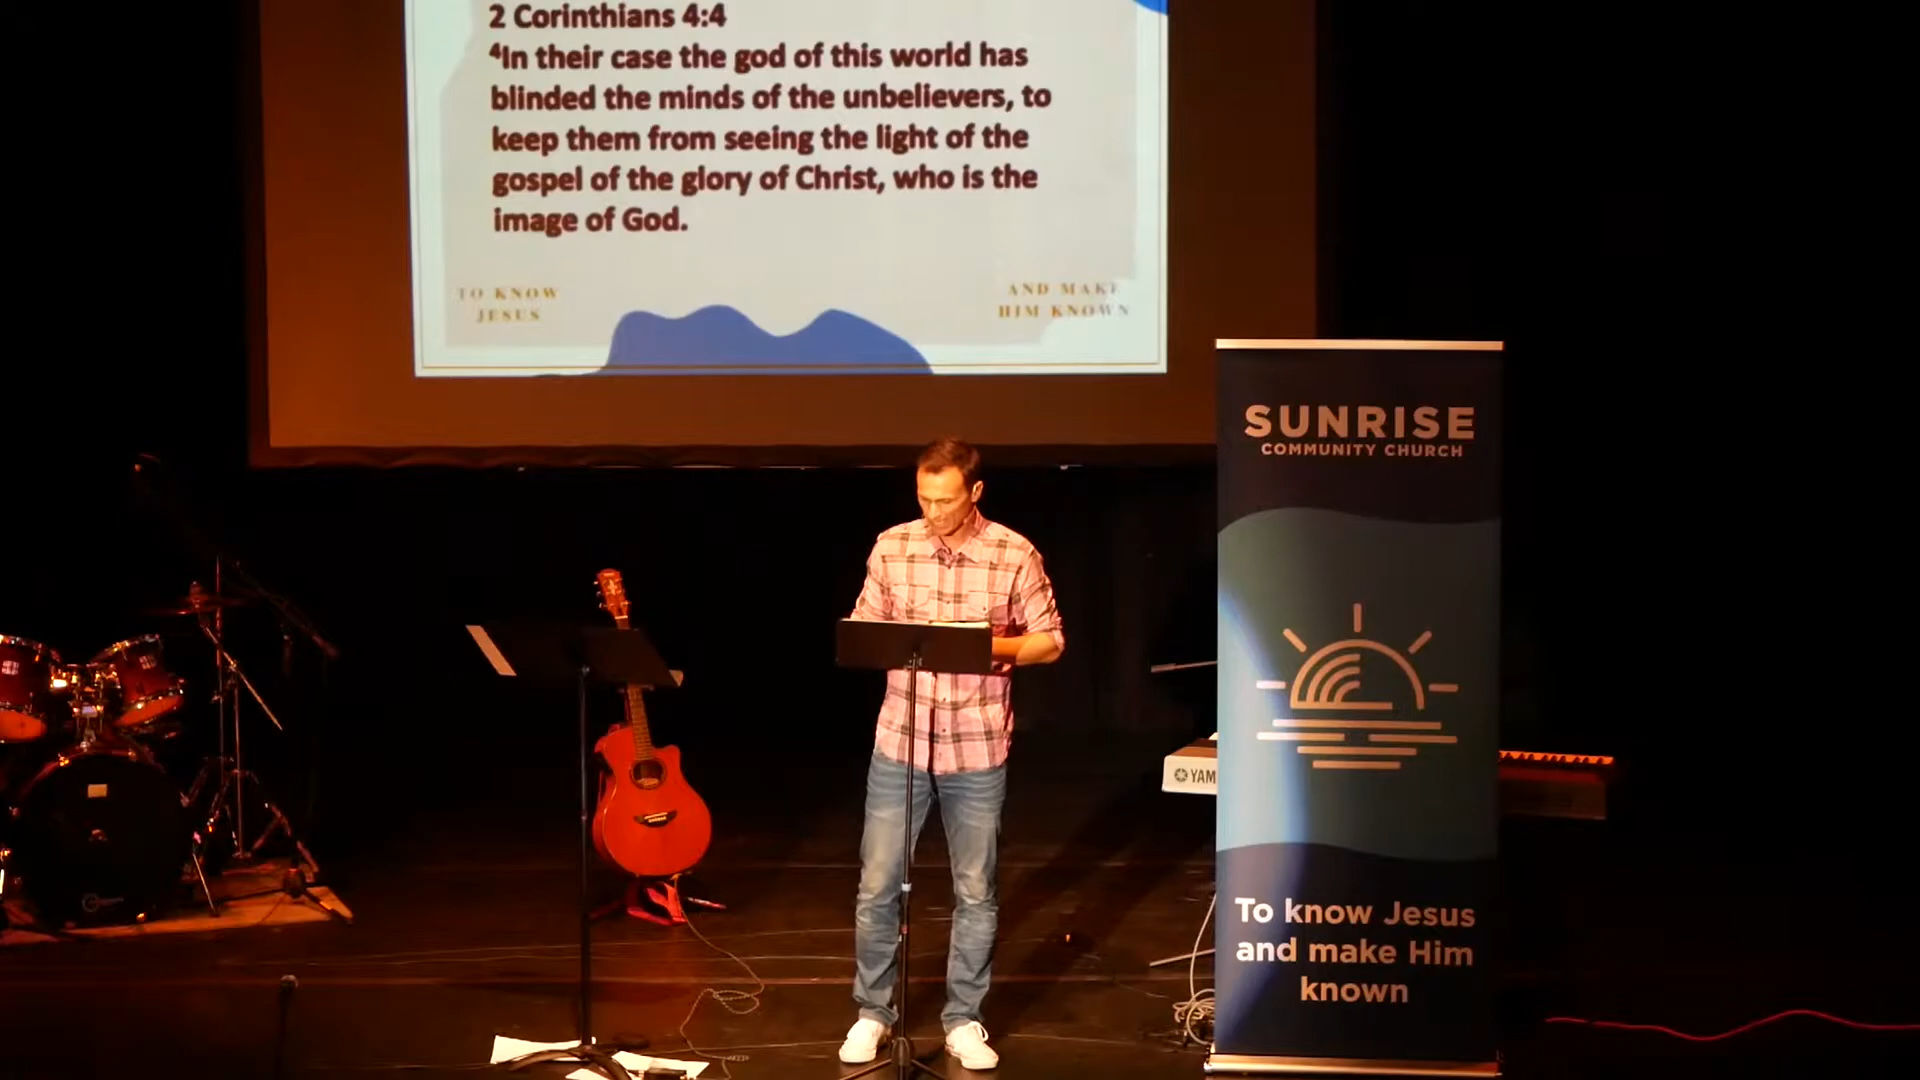 2 Corinthians 4:4
⁴In their case the god of this world has
blinded the minds of the unbelievers, to
keep them from seeing the light of the
gospel of the glory of Christ, who is the
image of God.
TO KNOW
JESUS
AND MAKE
HIM KNOWN
SUNRISE
COMMUNITY CHURCH
YAM
To know Jesus
and make Him
known